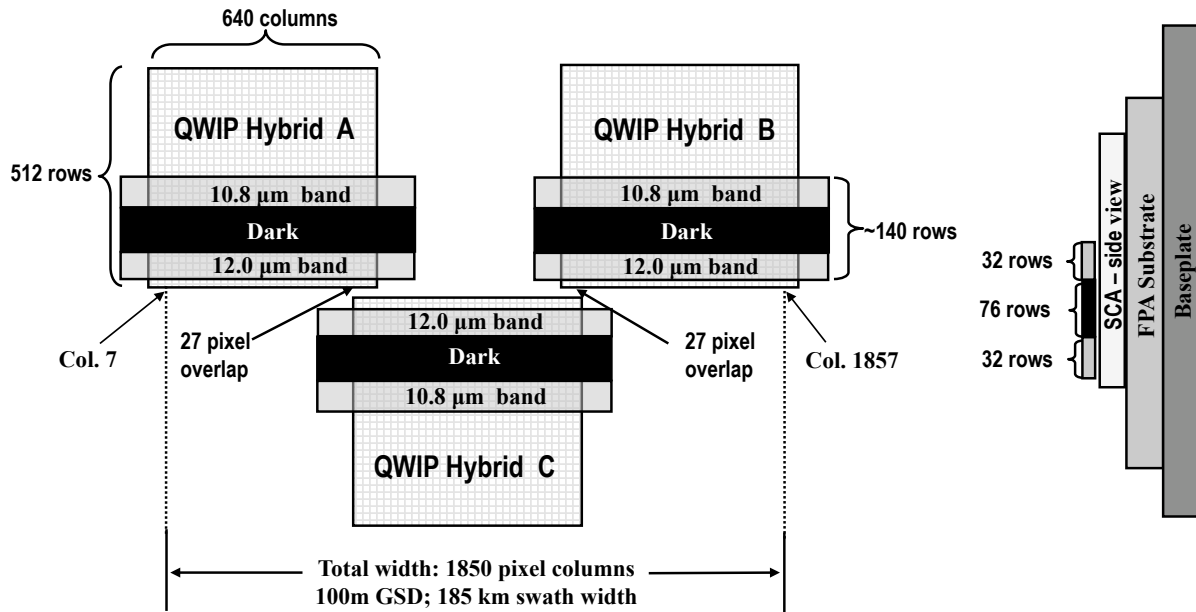 640 columns
QWIP Hybrid A
QWIP Hybrid B
512 rows
10.8 µm band
Dark
12.0 µm band
10.8 µm band
Dark
12.0 µm band
~140 rows
Col. 7
27 pixel
overlap
12.0 µm band
Dark
10.8 µm band
QWIP Hybrid C
27 pixel
overlap
Col. 1857
32 rows
76 rows
32 rows
SCA – side view
FPA Substrate
Baseplate
Total width: 1850 pixel columns
100m GSD; 185 km swath width